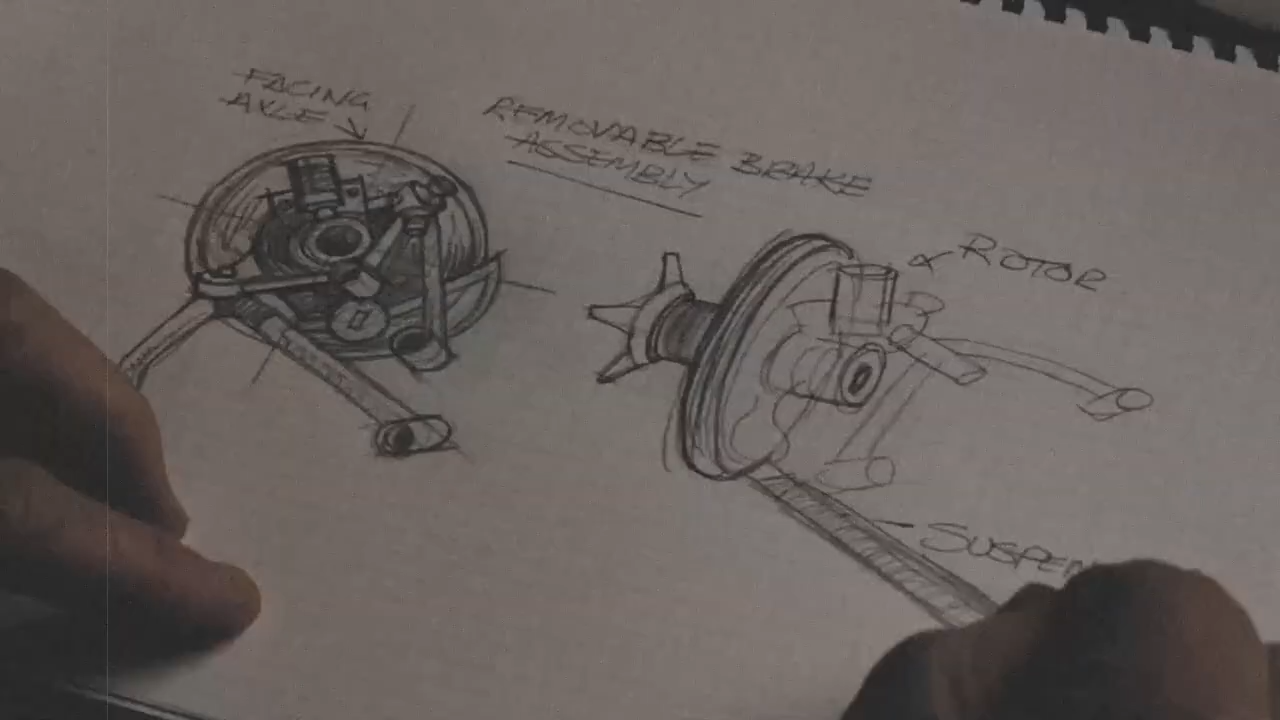 FACING
AXLE
REMOVABLE BRAKE
ASSEMBLY
ROTOR
SUSPEN